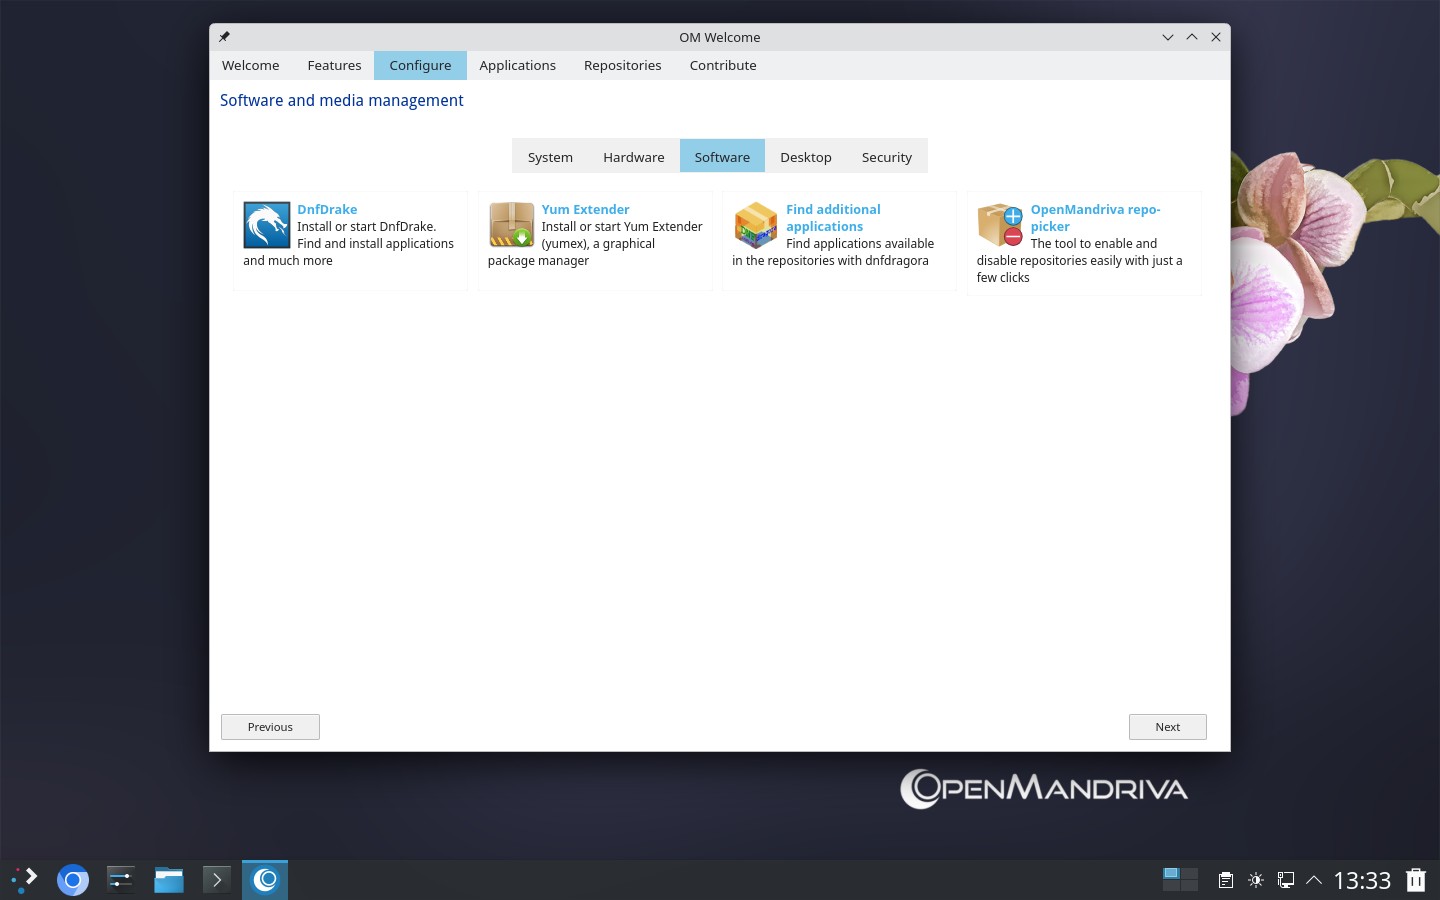 OM Welcome
Welcome Features Configure Applications Repositories Contribute
Software and media management
System Hardware Software Desktop Security
DnfDrake
Install or start DnfDrake.
Find and install applications
and much more
Yum Extender
Install or start Yum Extender
(yumex), a graphical
package manager
Find additional
applications
Find applications available
in the repositories with dnfdragora
OpenMandriva repo-
picker
The tool to enable and
disable repositories easily with just a
few clicks
Previous
Next
OPENMANDRIVA
13:33